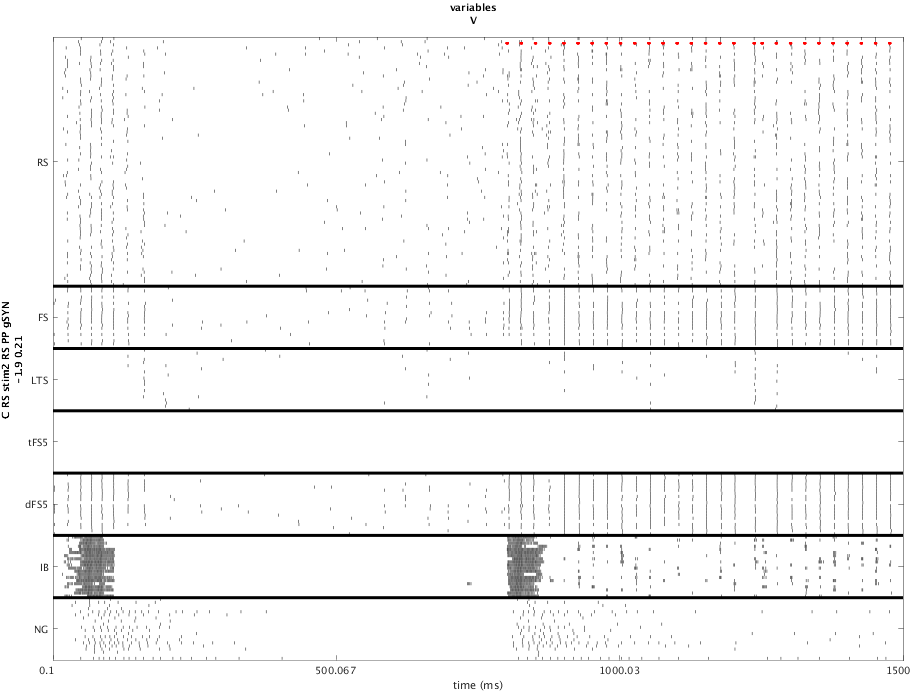 variables
V
C RS stim2 RS PP gSYN
-1.9 0.21
RS
FS
LTS
tFS5
dFS5
IB
NG
0.1
500.067
1000.03
1500
time (ms)